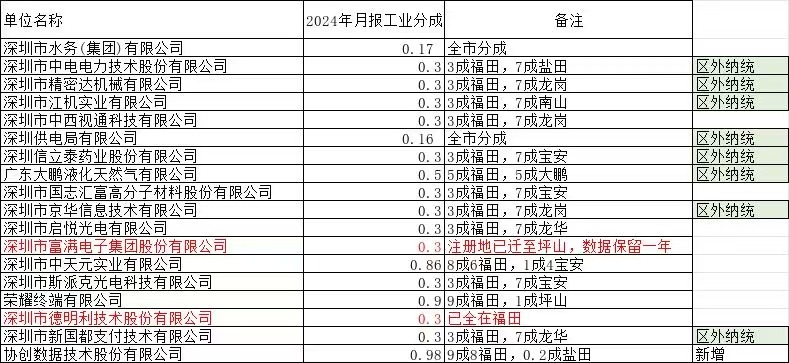 单位名称 2024年月报工业分成 备注
深圳市水务(集团)有限公司 0.17 全市分成
深圳市中电电力技术股份有限公司 0.3 3成福田，7成盐田 区外纳统
深圳市精密达机械有限公司 0.3 3成福田，7成龙岗 区外纳统
深圳市江机实业有限公司 0.3 3成福田，7成南山 区外纳统
深圳市中西视通科技有限公司 0.3 3成福田，7成龙岗
深圳供电局有限公司 0.16 全市分成 区外纳统
深圳信立泰药业股份有限公司 0.3 3成福田，7成宝安 区外纳统
广东大鹏液化天然气有限公司 0.5 5成福田，5成大鹏 区外纳统
深圳市国志汇富高分子材料股份有限公司 0.3 3成福田，7成宝安
深圳市京华信息技术有限公司 0.3 3成福田，7成龙岗 区外纳统
深圳市启悦光电有限公司 0.3 3成福田，7成龙华
深圳市富满电子集团股份有限公司 0.3 注册地已迁至坪山，数据保留一年
深圳市中天元实业有限公司 0.86 8成6福田，1成4宝安
深圳市斯派克光电科技有限公司 0.3 3成福田，7成宝安
荣耀终端有限公司 0.9 9成福田，1成坪山
深圳市德明利技术股份有限公司 0.3 已全在福田
深圳市新国都支付技术有限公司 0.3 3成福田，7成龙华 区外纳统
协创数据技术股份有限公司 0.98 9成8福田，0.2成盐田 新增